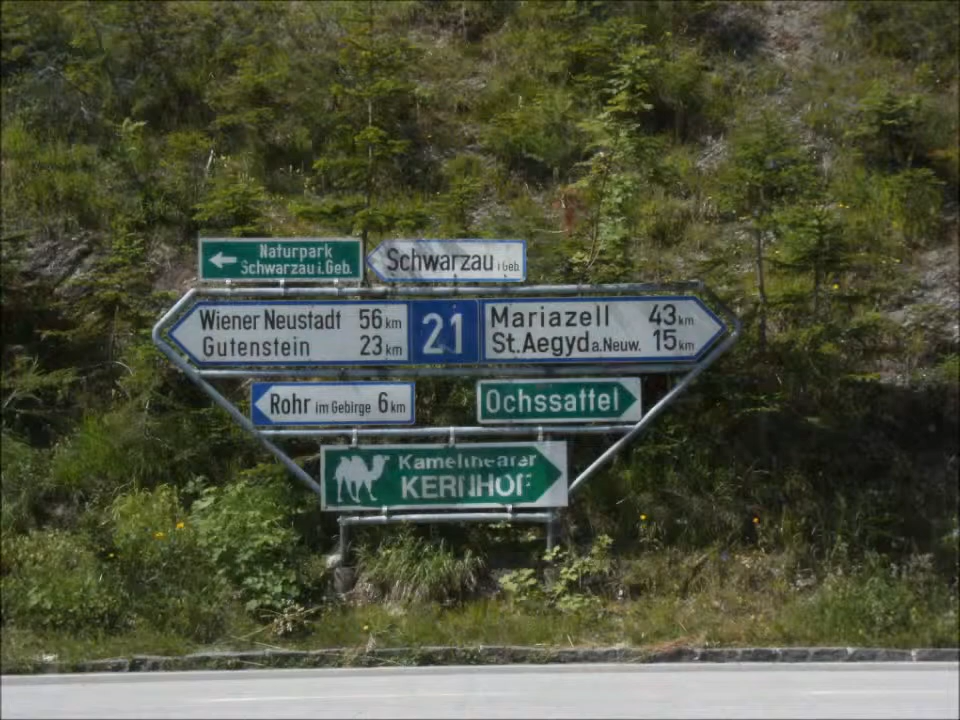 Naturpark
Schwarzau i. Geb.
Schwarzau i. Geb.
Wiener Neustadt 56 km
Gutenstein 23 km
21
Mariazell 43 km
St. Aegyd a. Neuw. 15 km
Rohr im Gebirge 6 km
Ochssattel
Kameltheater
KERNHOF